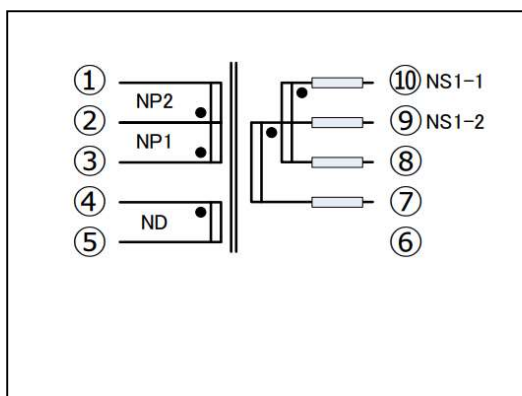 ① ⑩ NS1-1
NP2
② ⑨ NS1-2
NP1
③ ⑧
④ ⑦
ND
⑤ ⑥